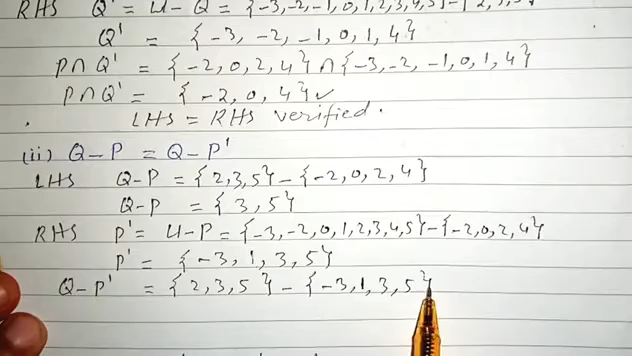 RHS Q' = U - Q = {-3, -2, -1, 0, 1, 2, 3, 4, 5} - {2, 3, 5}
Q' = {-3, -2, -1, 0, 1, 4}
P∩Q' = {-2, 0, 2, 4} ∩ {-3, -2, -1, 0, 1, 4}
P∩Q' = {-2, 0, 4} ✓
LHS = RHS verified.
(ii) Q-P = Q-P'
LHS Q-P = {2, 3, 5} - {-2, 0, 2, 4}
Q-P = {3, 5}
RHS P' = U-P = {-3, -2, 0, 1, 2, 3, 4, 5} - {-2, 0, 2, 4}
P' = {-3, 1, 3, 5}
Q-P' = {2, 3, 5} - {-3, 1, 3, 5}